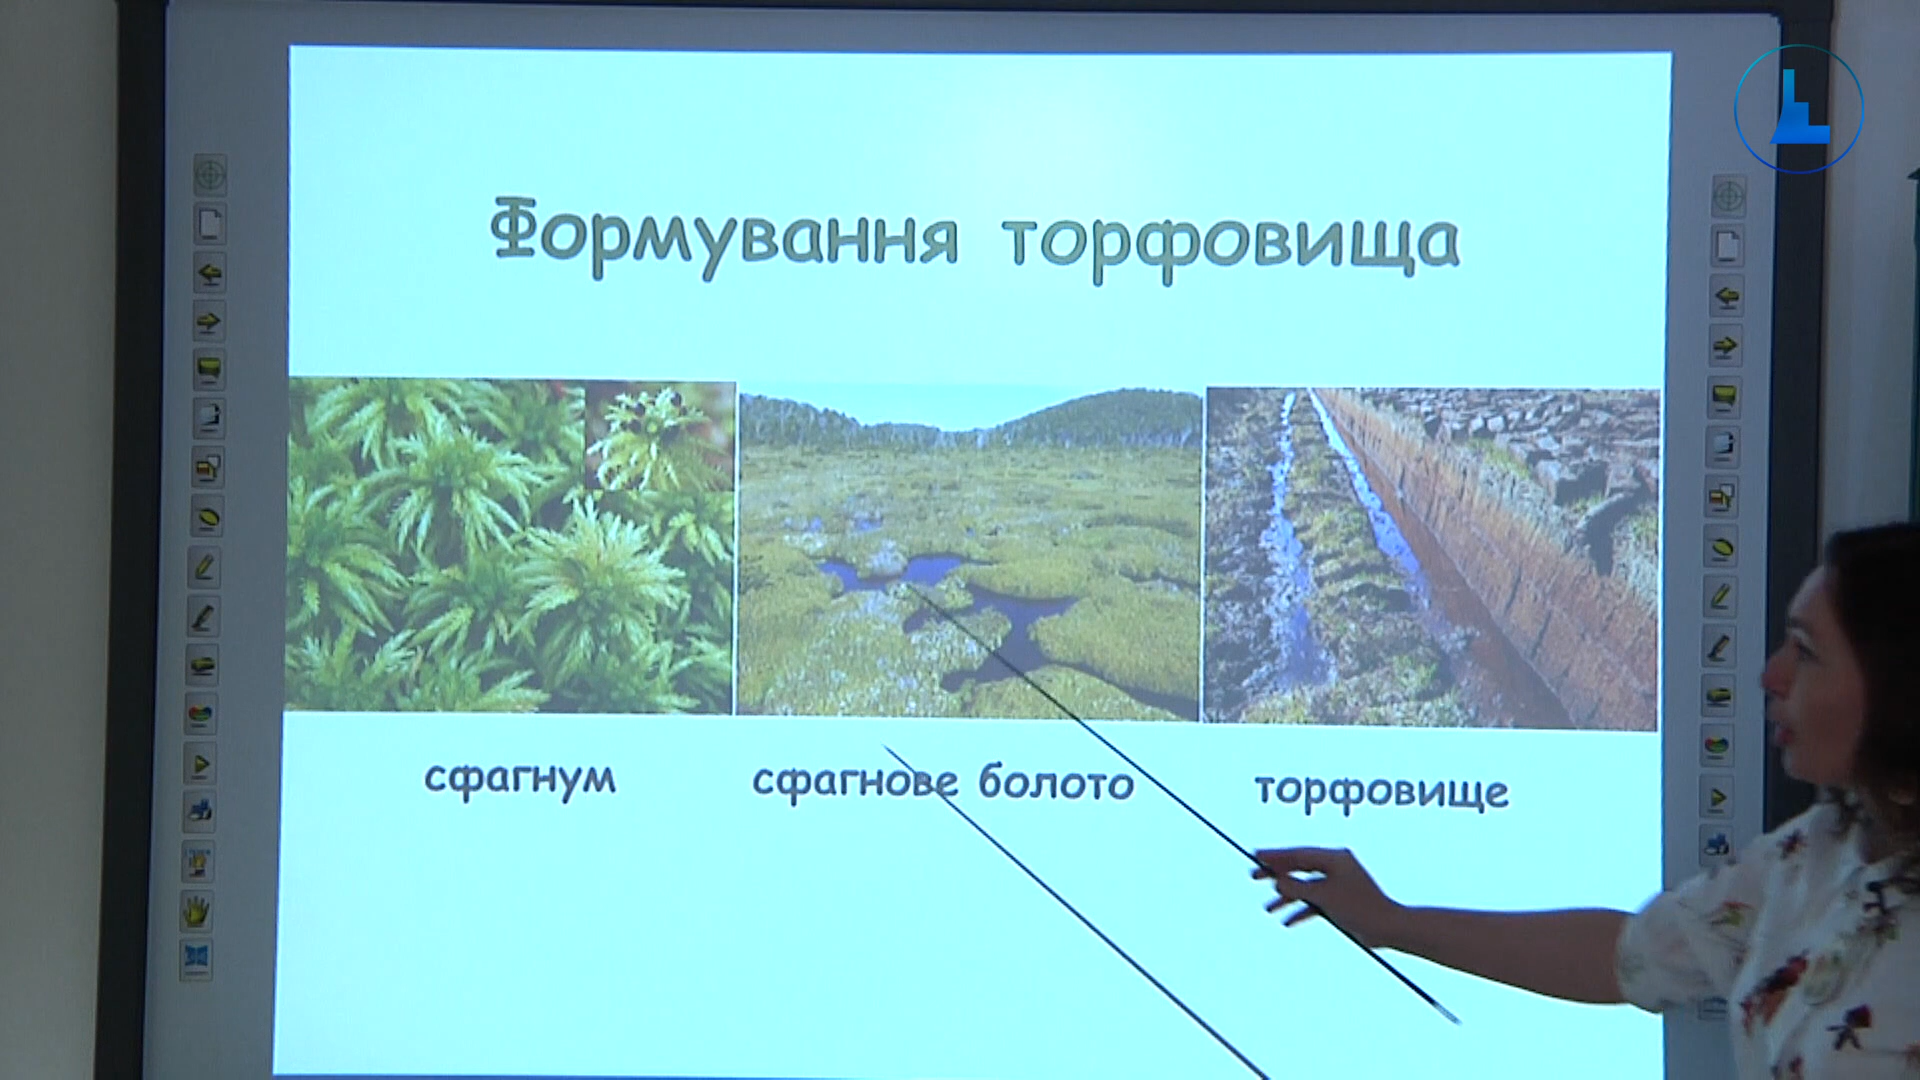 Формування торфовища
сфагнум
сфагнове болото
торфовище